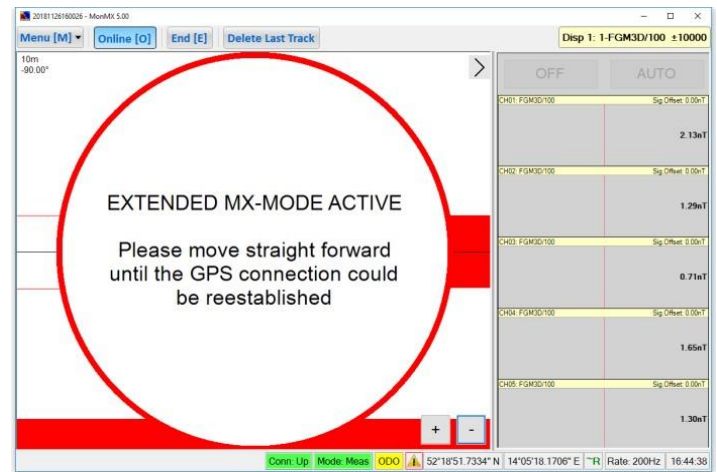 20181126160026 - MonMX 5.00
Menu [M] Online [O] End [E] Delete Last Track Disp 1: 1-FGM3D/100 ±10000
10m
-90.00°
>
OFF AUTO
CH01: FGM3D/100 Sig.Offset: 0.00nT
2.13nT
CH02: FGM3D/100 Sig.Offset: 0.00nT
1.29nT
CH03: FGM3D/100 Sig.Offset: 0.00nT
0.71nT
CH04: FGM3D/100 Sig.Offset: 0.00nT
1.65nT
CH05: FGM3D/100 Sig.Offset: 0.00nT
1.30nT
EXTENDED MX-MODE ACTIVE
Please move straight forward
until the GPS connection could
be reestablished
+ -
Conn: Up Mode: Meas ODO 52°18'51.7334" N 14°05'18.1706" E ~R Rate: 200Hz 16:44:38